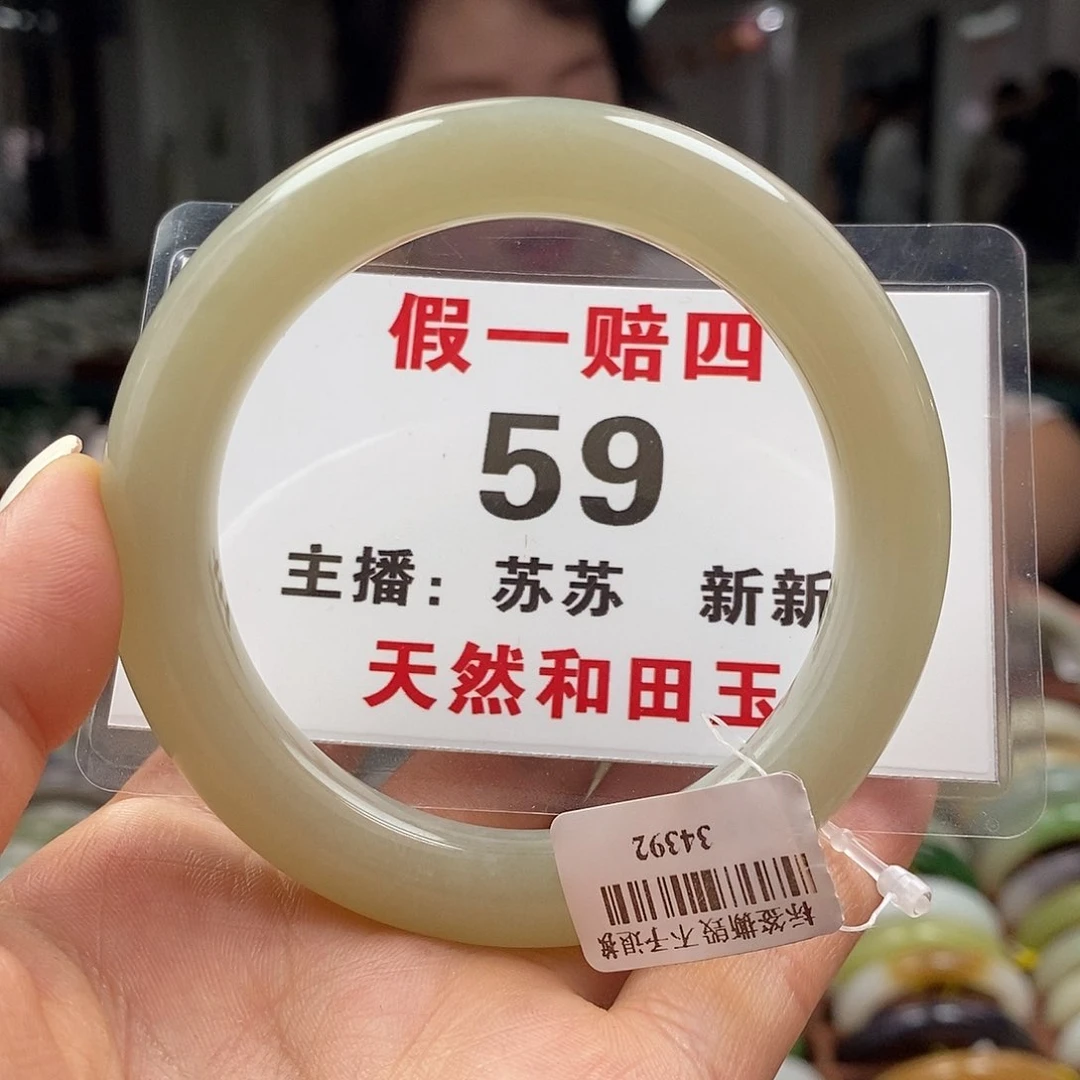 假一赔四
59
主播：苏苏 新新
天然和田玉
34392
标签撕毁 不予退换